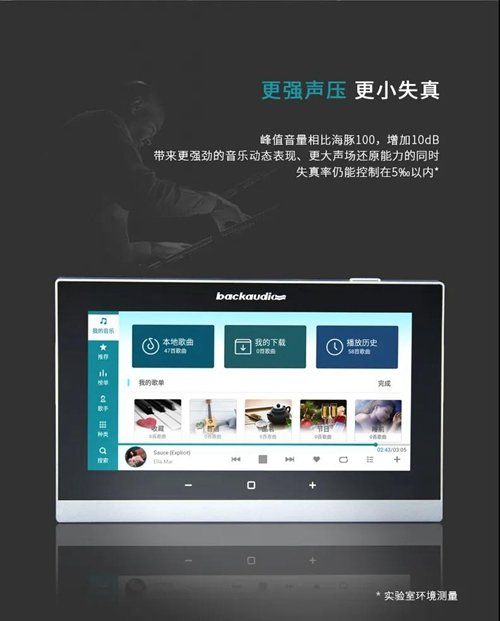 更强声压 更小失真
峰值音量相比海豚100，增加10dB
带来更强劲的音乐动态表现、更大声场还原能力的同时
失真率仍能控制在5‰以内*
backaudio
我的音乐
推荐
榜单
歌手
种类
搜索
本地歌曲
47首歌曲
我的下载
0首歌曲
播放历史
58首歌曲
我的歌单
完成
收藏
0首歌曲
0首歌曲
0首歌曲
节日
0首歌曲
0首歌曲
Sauce (Explicit)
Ella Mai
02:43/03:05
* 实验室环境测量